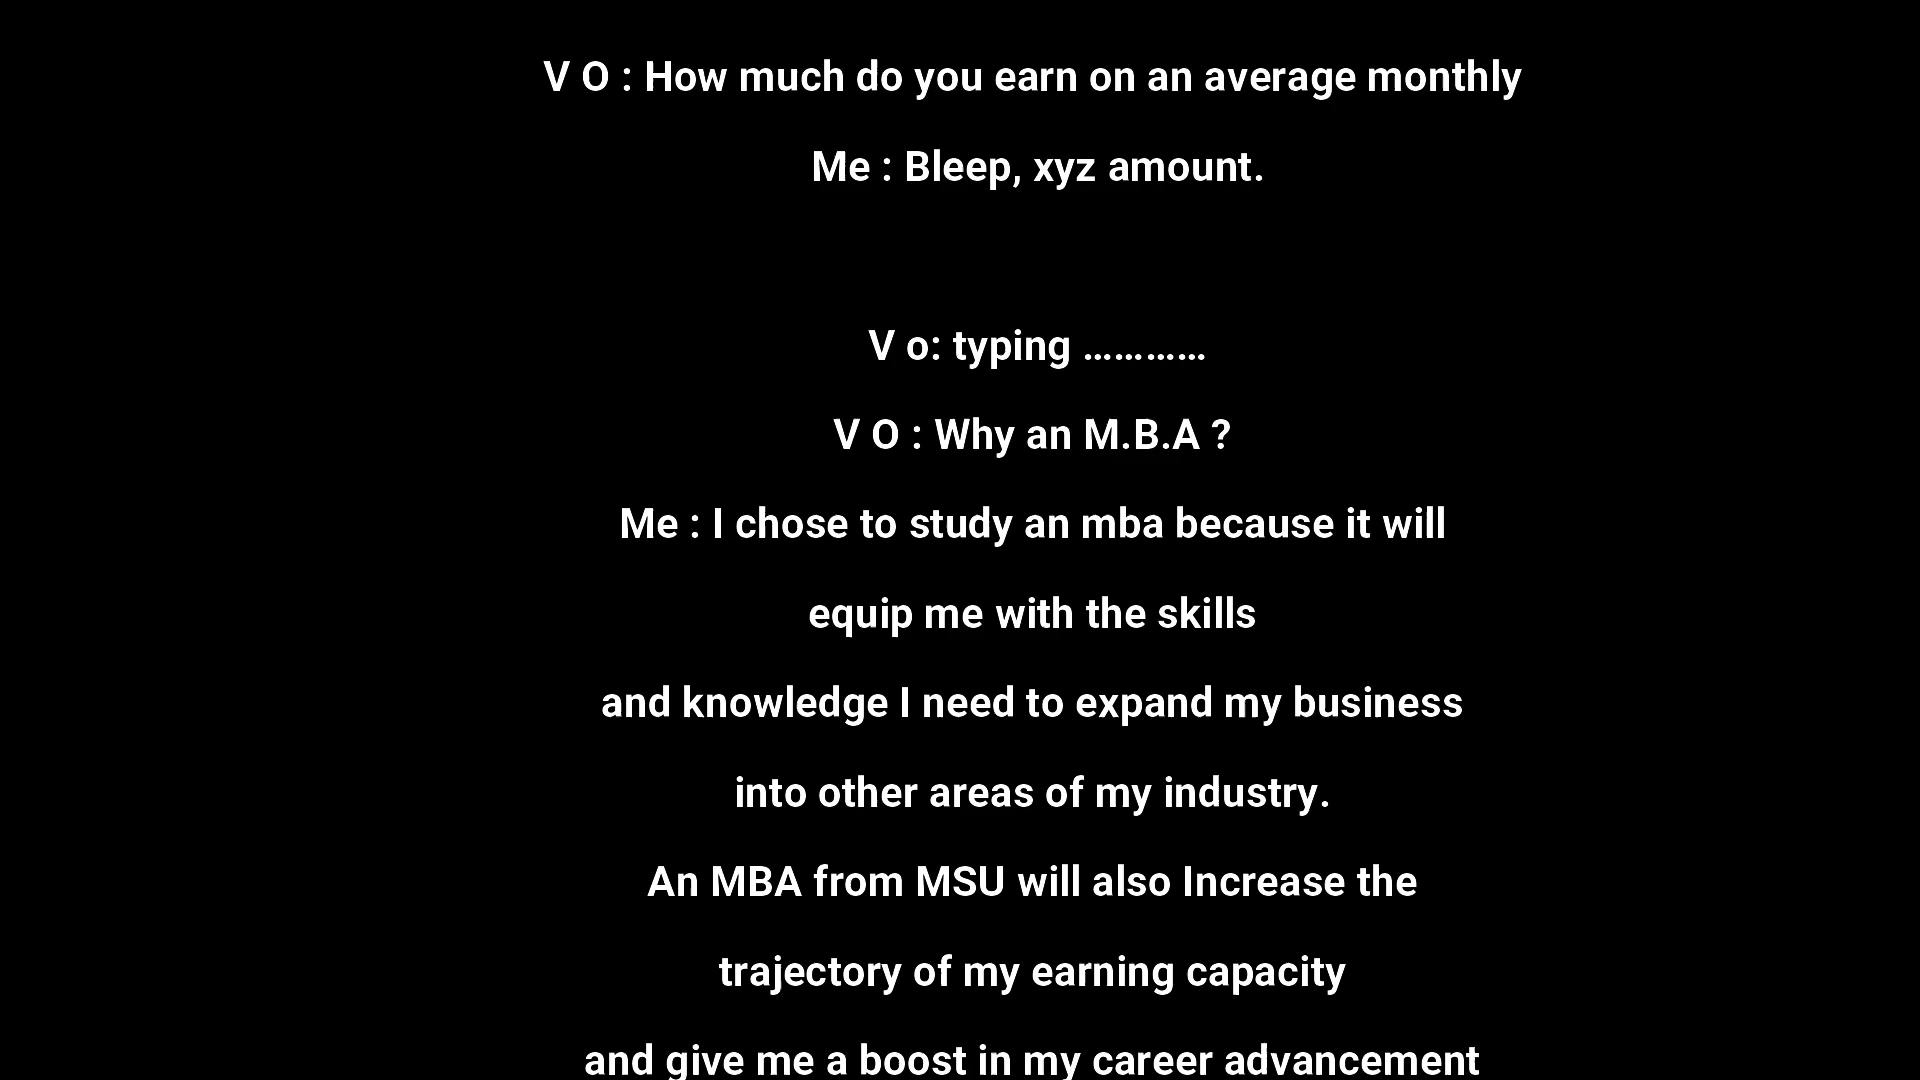 V O : How much do you earn on an average monthly
Me : Bleep, xyz amount.
V o: typing …………
V O : Why an M.B.A ?
Me : I chose to study an mba because it will
equip me with the skills
and knowledge I need to expand my business
into other areas of my industry.
An MBA from MSU will also Increase the
trajectory of my earning capacity
and give me a boost in my career advancement